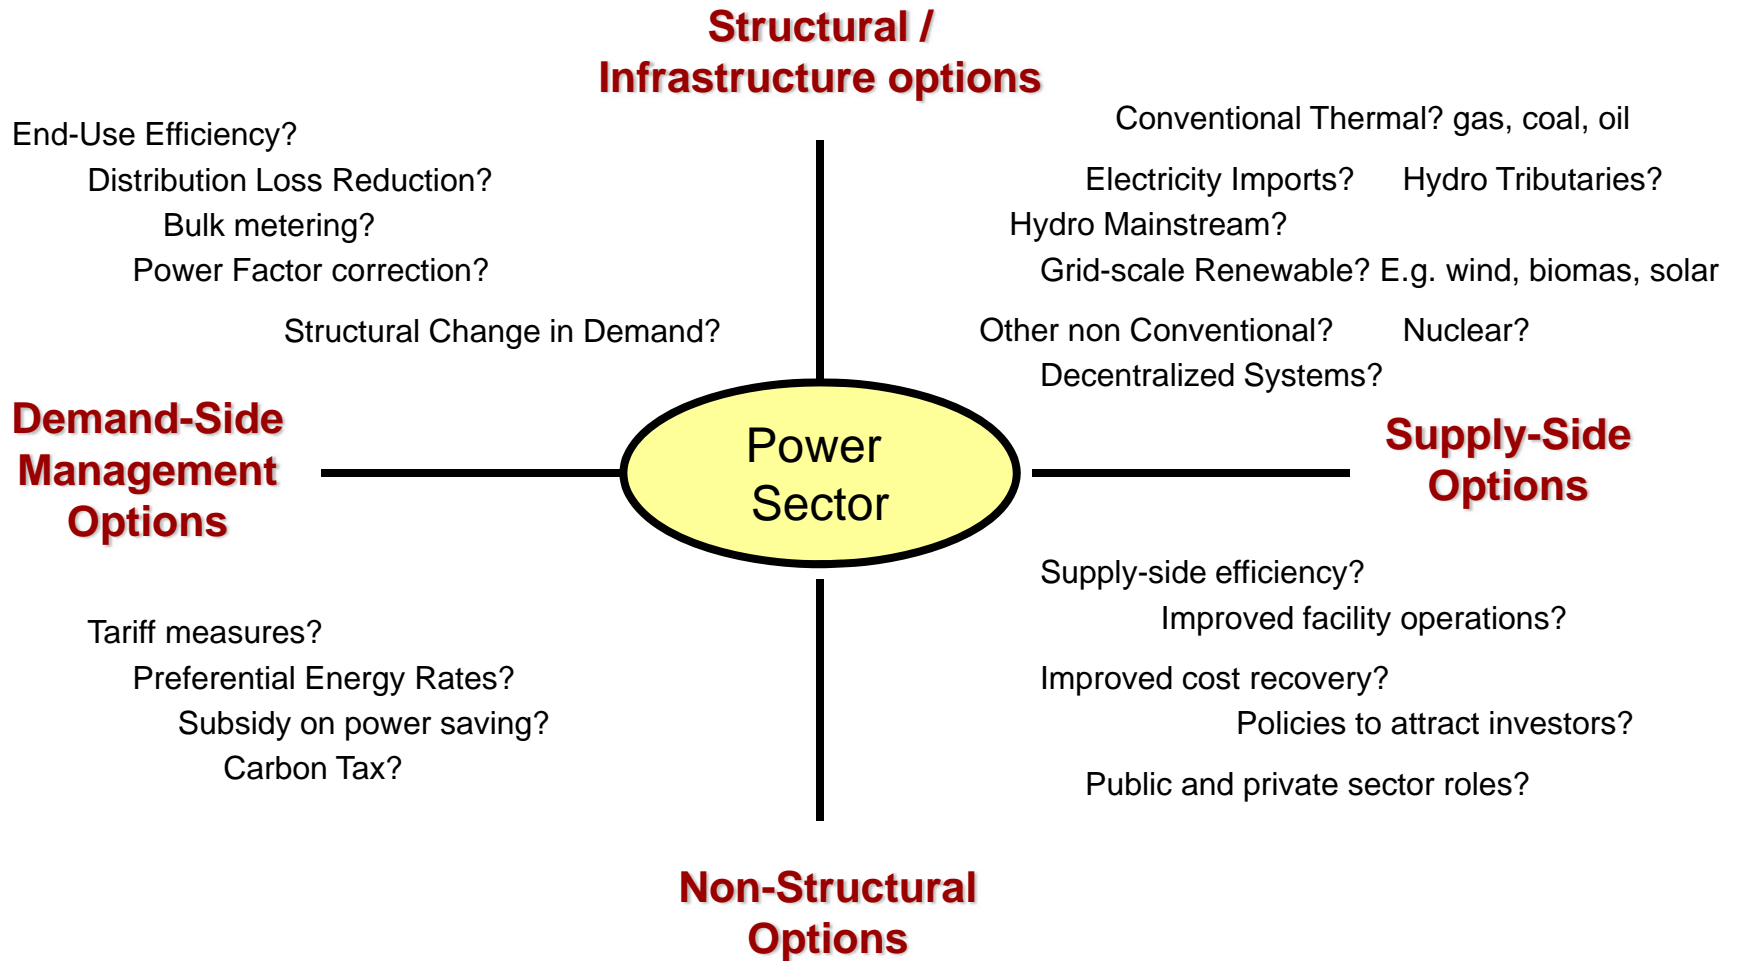 Structural /
Infrastructure options
End-Use Efficiency?
Distribution Loss Reduction?
Bulk metering?
Power Factor correction?
Structural Change in Demand?
Conventional Thermal? gas, coal, oil
Electricity Imports? Hydro Tributaries?
Hydro Mainstream?
Grid-scale Renewable? E.g. wind, biomas, solar
Other non Conventional? Nuclear?
Decentralized Systems?
Demand-Side
Management
Options
Power
Sector
Supply-Side
Options
Tariff measures?
Preferential Energy Rates?
Subsidy on power saving?
Carbon Tax?
Supply-side efficiency?
Improved facility operations?
Improved cost recovery?
Policies to attract investors?
Public and private sector roles?
Non-Structural
Options